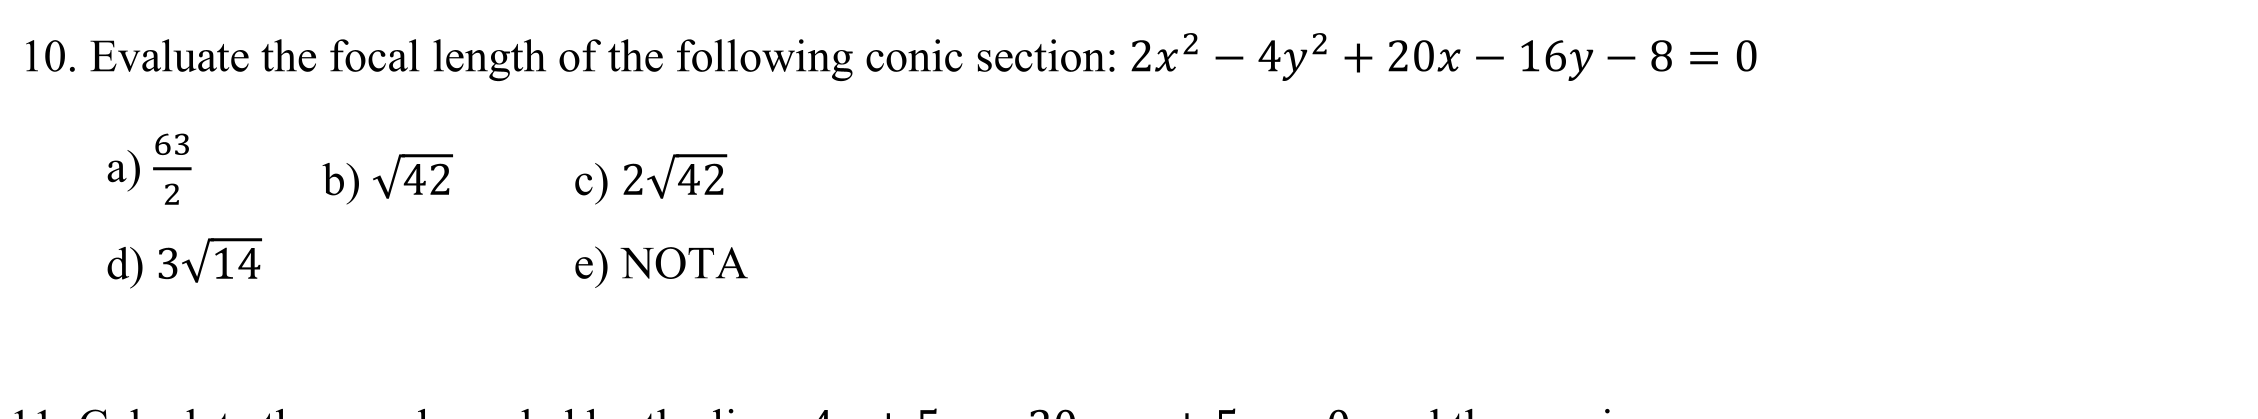 10. Evaluate the focal length of the following conic section: 2x² − 4y² + 20x − 16y − 8 = 0
a) 63/2 b) √42 c) 2√42
d) 3√14 e) NOTA